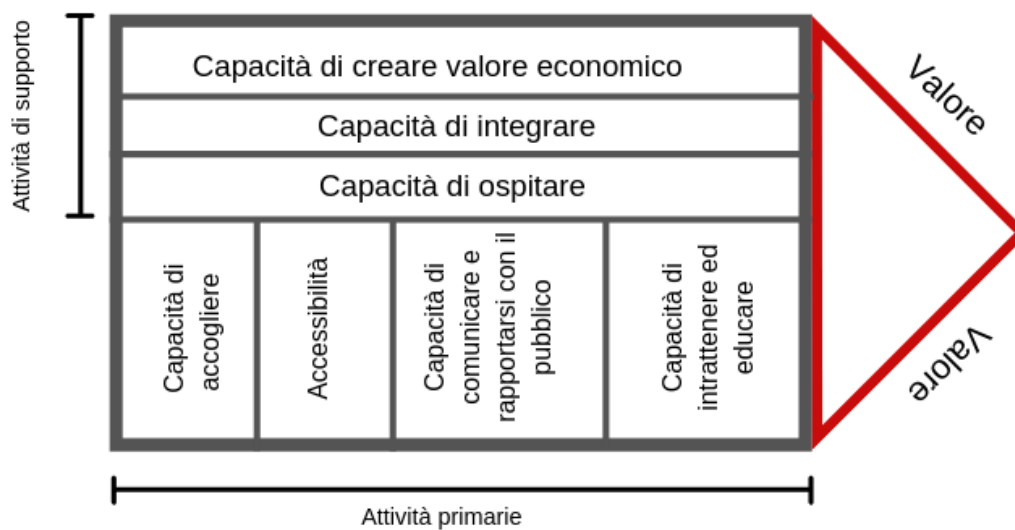 Attività di supporto
Capacità di creare valore economico
Capacità di integrare
Capacità di ospitare
Capacità di
accogliere
Accessibilità
Capacità di
comunicare e
rapportarsi con il
pubblico
Capacità di
intrattenere ed
educare
Valore
Valore
Attività primarie